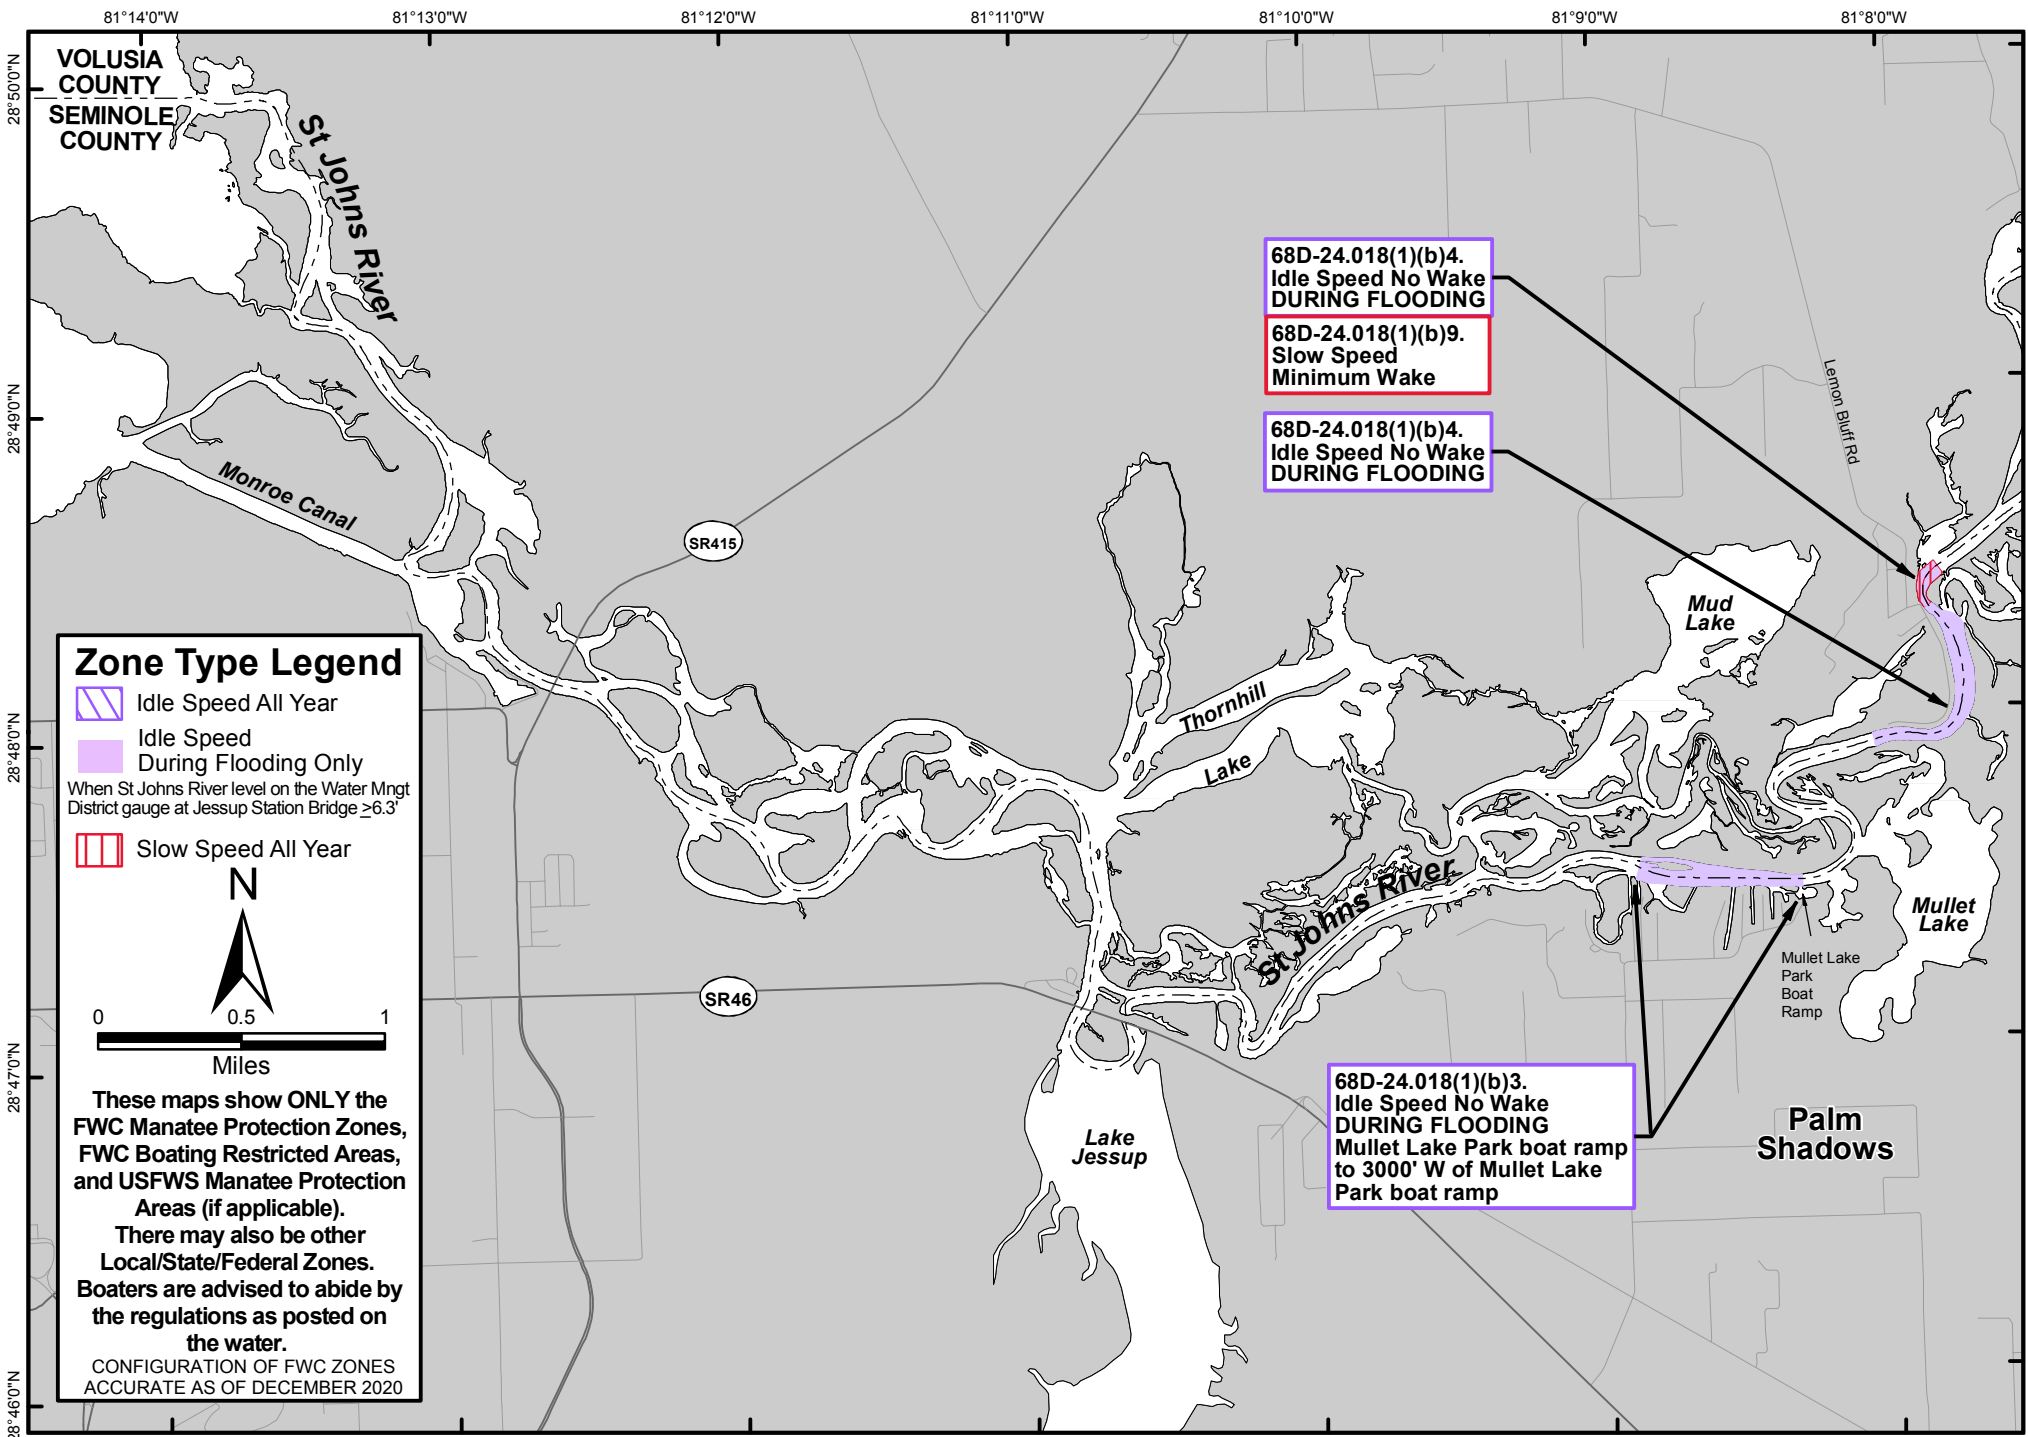 81°14'0"W
81°13'0"W
81°12'0"W
81°11'0"W
81°10'0"W
81°9'0"W
81°8'0"W
28°50'0"N
28°49'0"N
28°48'0"N
28°47'0"N
28°46'0"N
VOLUSIA
COUNTY
SEMINOLE
COUNTY
St Johns River
Monroe Canal
SR415
68D-24.018(1)(b)4.
Idle Speed No Wake
DURING FLOODING
68D-24.018(1)(b)9.
Slow Speed
Minimum Wake
68D-24.018(1)(b)4.
Idle Speed No Wake
DURING FLOODING
Lemon Bluff Rd
Mud
Lake
Thornhill
Lake
St Johns River
Mullet
Lake
Mullet Lake
Park
Boat
Ramp
SR46
Lake
Jessup
68D-24.018(1)(b)3.
Idle Speed No Wake
DURING FLOODING
Mullet Lake Park boat ramp
to 3000' W of Mullet Lake
Park boat ramp
Palm
Shadows
Zone Type Legend
Idle Speed All Year
Idle Speed
During Flooding Only
When St Johns River level on the Water Mngt
District gauge at Jessup Station Bridge ≥6.3'
Slow Speed All Year
N
0 0.5 1
Miles
These maps show ONLY the
FWC Manatee Protection Zones,
FWC Boating Restricted Areas,
and USFWS Manatee Protection
Areas (if applicable).
There may also be other
Local/State/Federal Zones.
Boaters are advised to abide by
the regulations as posted on
the water.
CONFIGURATION OF FWC ZONES
ACCURATE AS OF DECEMBER 2020